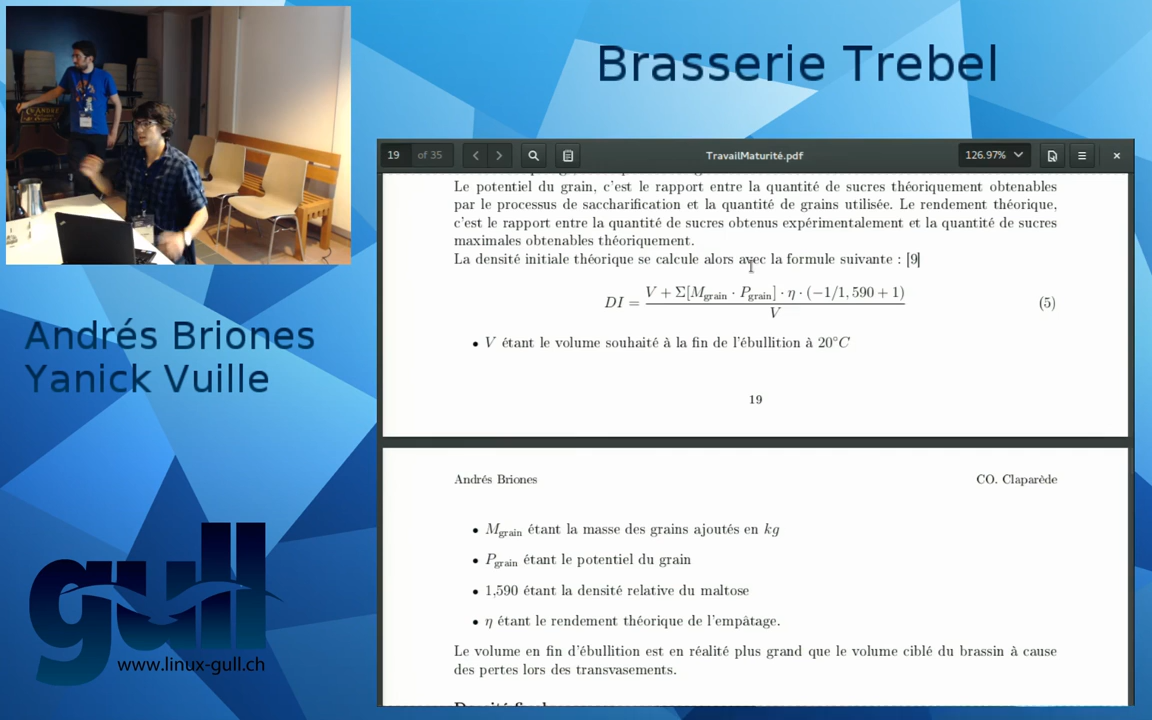 Brasserie Trebel
19 of 35
TravailMaturité.pdf
126.97%
Le potentiel du grain, c'est le rapport entre la quantité de sucres théoriquement obtenables
par le processus de saccharification et la quantité de grains utilisée. Le rendement théorique,
c'est le rapport entre la quantité de sucres obtenus expérimentalement et la quantité de sucres
maximales obtenables théoriquement.
La densité initiale théorique se calcule alors avec la formule suivante : [9]
DI = V + Σ[M_grain · P_grain] · η · (−1/1, 590 + 1) / V (5)
• V étant le volume souhaité à la fin de l'ébullition à 20°C
19
Andrés Briones CO. Claparède
• M_grain étant la masse des grains ajoutés en kg
• P_grain étant le potentiel du grain
• 1,590 étant la densité relative du maltose
• η étant le rendement théorique de l'empâtage.
Le volume en fin d'ébullition est en réalité plus grand que le volume ciblé du brassin à cause
des pertes lors des transvasements.
Andrés Briones
Yanick Vuille
gull
www.linux-gull.ch